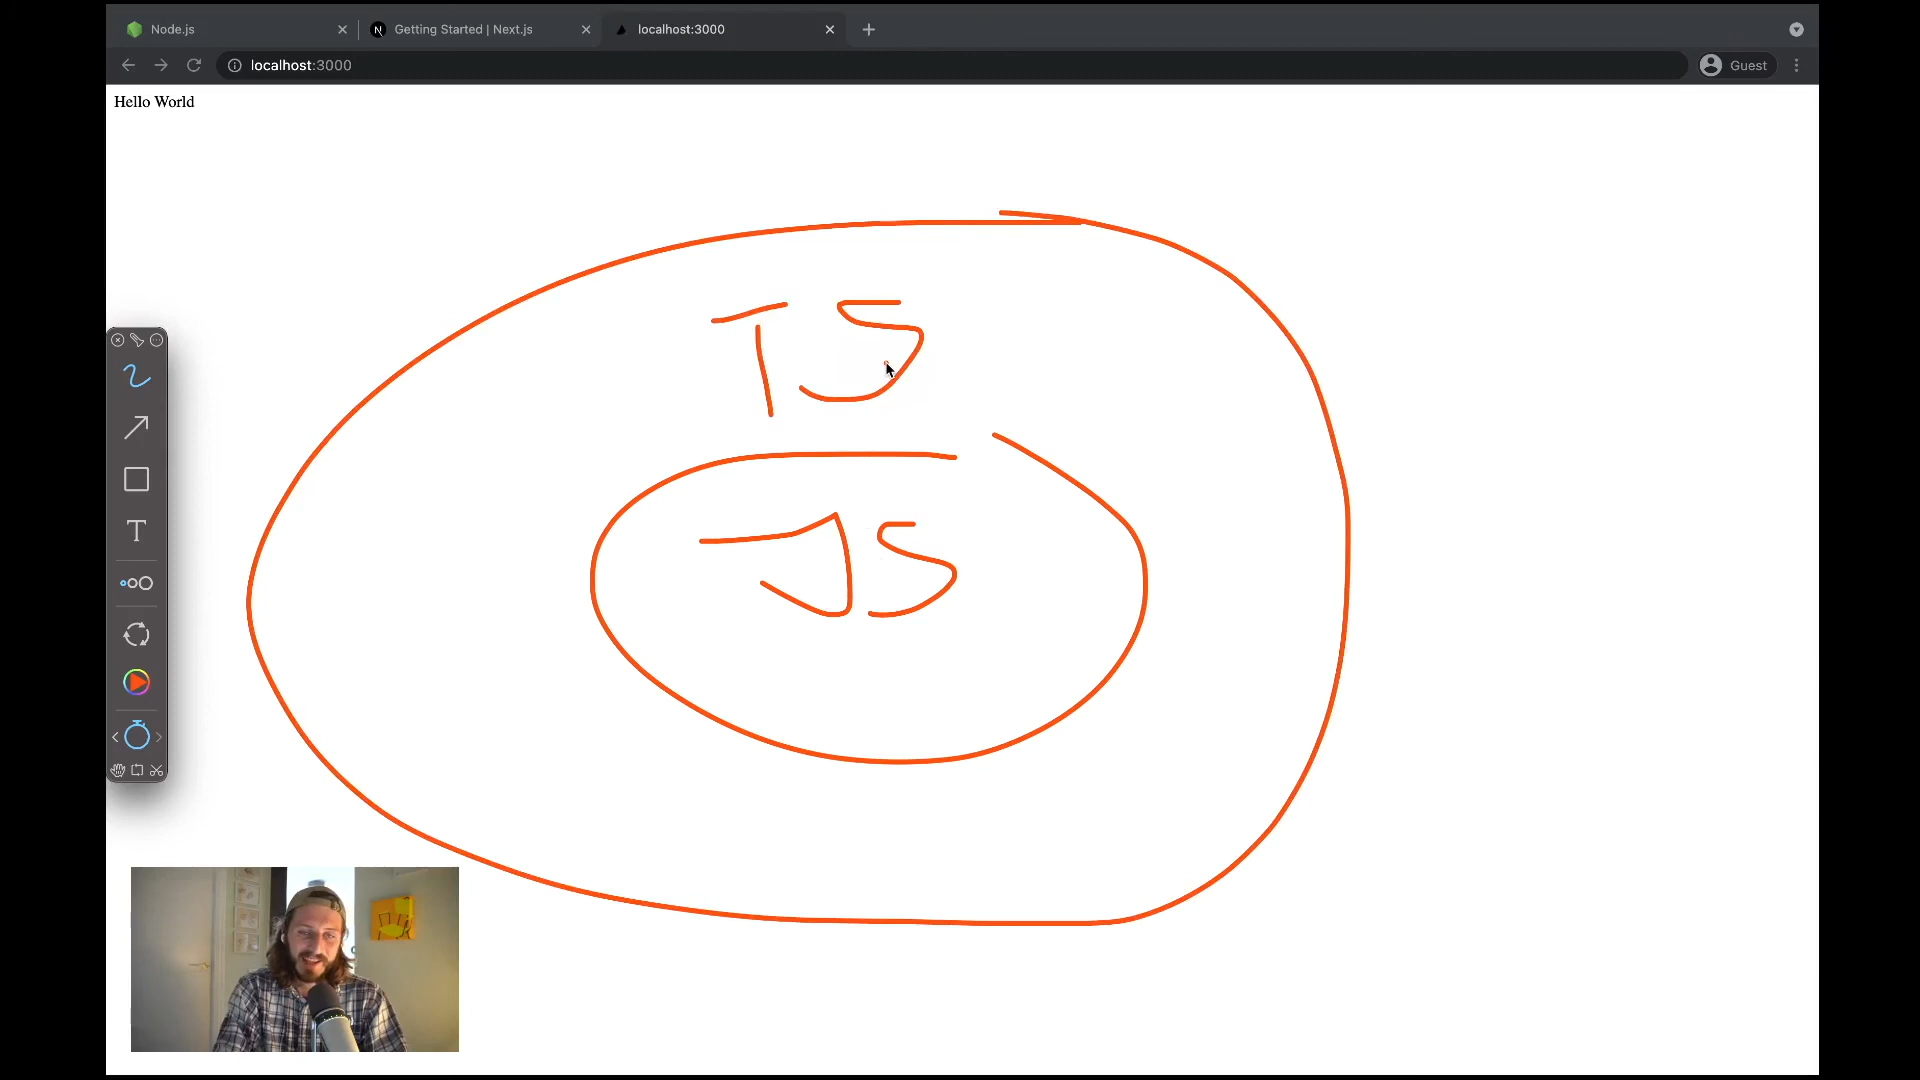 Node.js
Getting Started | Next.js
localhost:3000
localhost:3000
Guest
Hello World
TS
JS
T